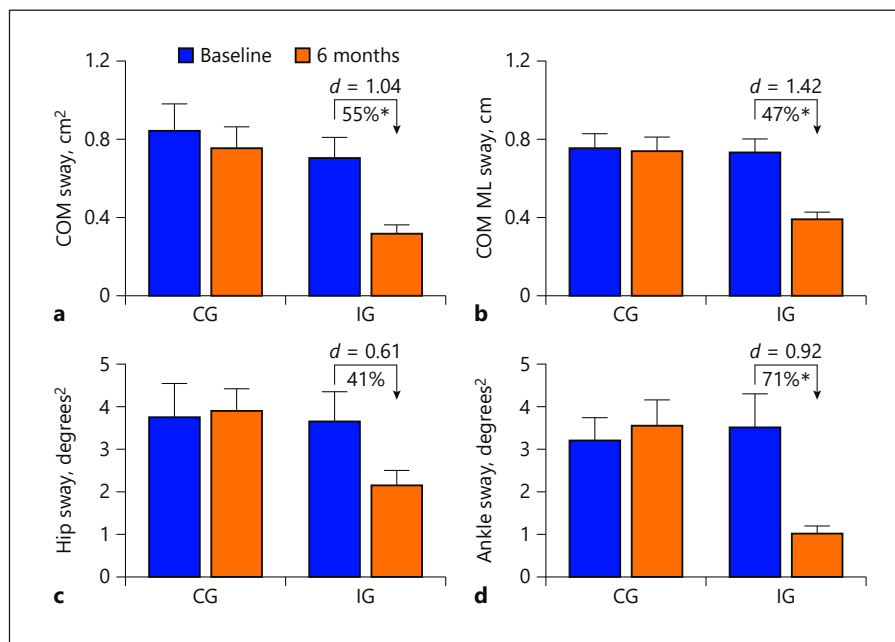 Baseline 6 months
1.2
0.8
0.4
0
COM sway, cm²
d = 1.04
55%*
CG IG
a
1.2
0.8
0.4
0
COM ML sway, cm
d = 1.42
47%*
CG IG
b
5
4
3
2
1
0
Hip sway, degrees²
d = 0.61
41%
CG IG
c
5
4
3
2
1
0
Ankle sway, degrees²
d = 0.92
71%*
CG IG
d